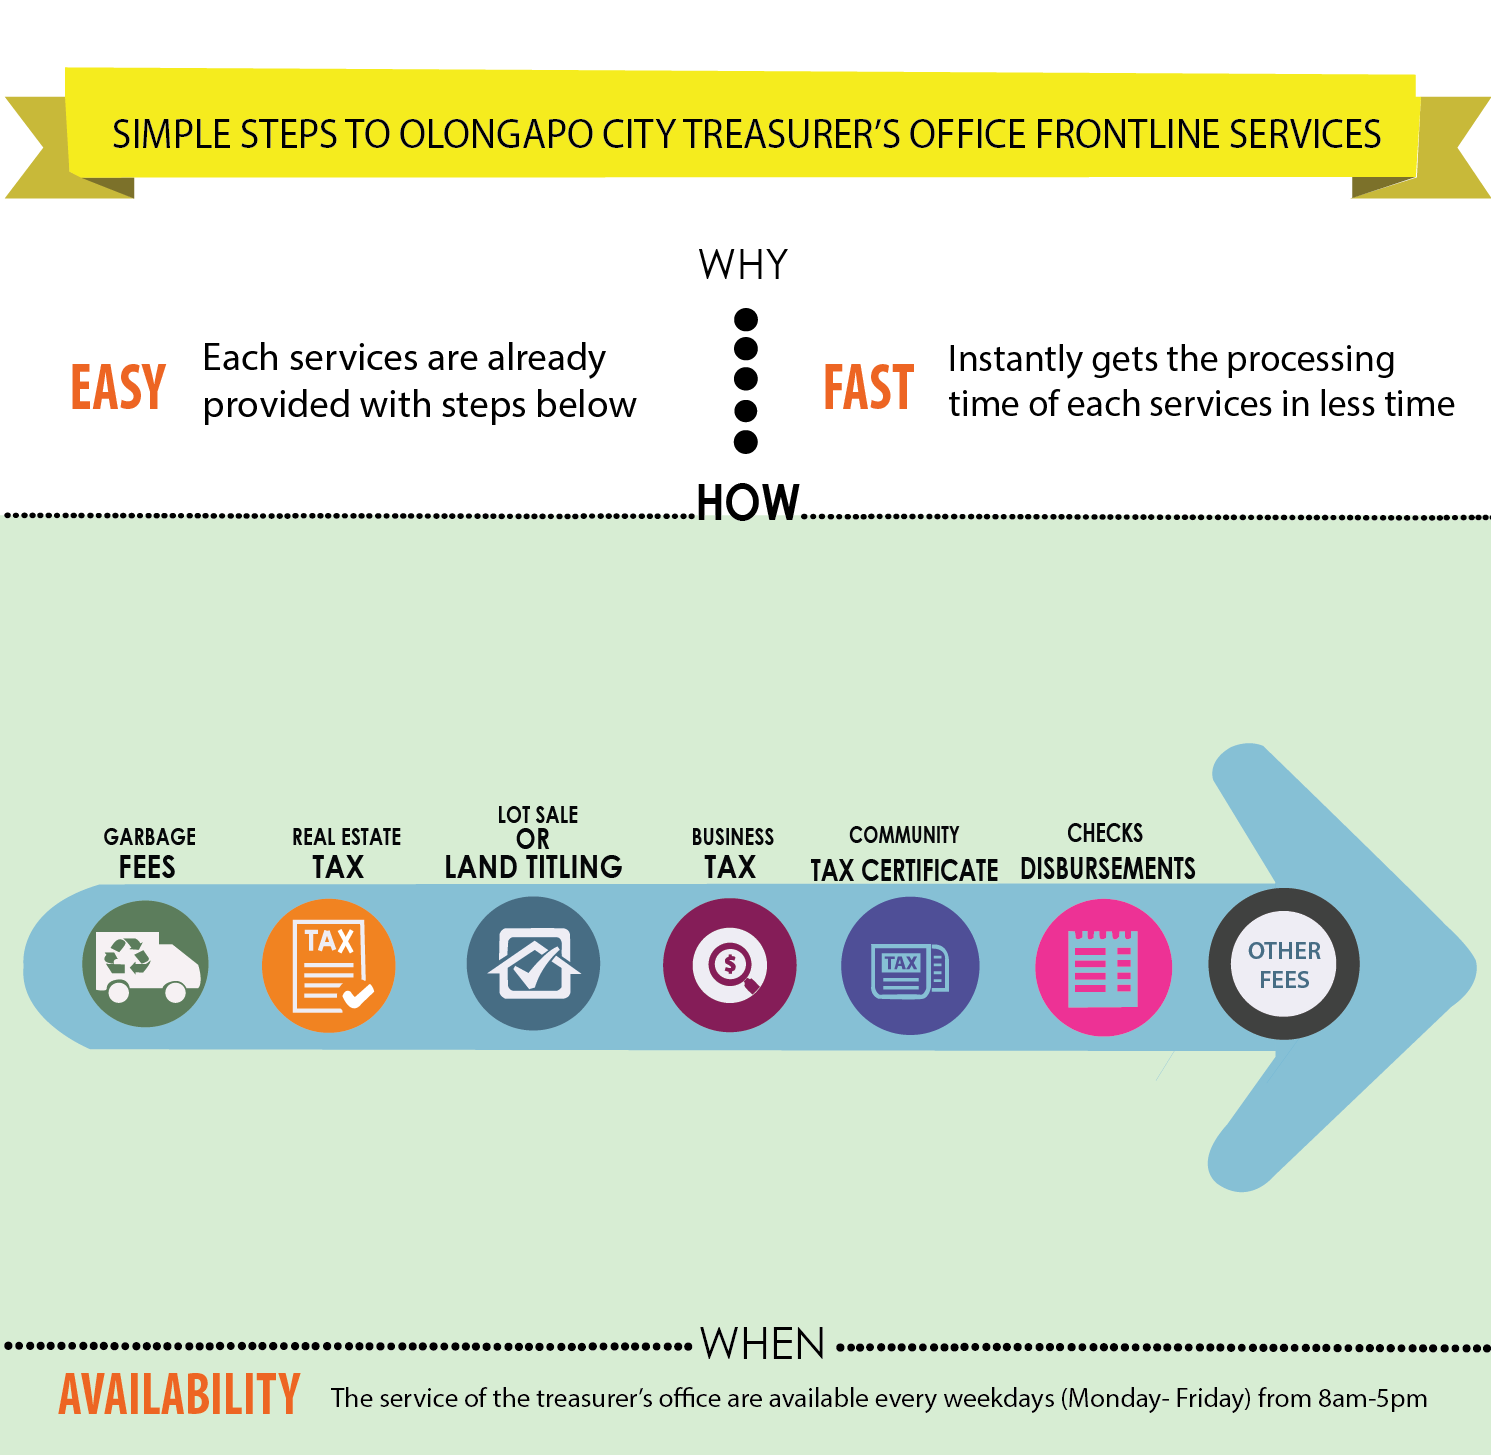 SIMPLE STEPS TO OLONGAPO CITY TREASURER'S OFFICE FRONTLINE SERVICES
WHY
EASY
Each services are already
provided with steps below
FAST
Instantly gets the processing
time of each services in less time
HOW
GARBAGE
FEES
REAL ESTATE
TAX
LOT SALE
OR
LAND TITLING
BUSINESS
TAX
COMMUNITY
TAX CERTIFICATE
CHECKS
DISBURSEMENTS
TAX
$
TAX
OTHER
FEES
WHEN
AVAILABILITY
The service of the treasurer's office are available every weekdays (Monday- Friday) from 8am-5pm